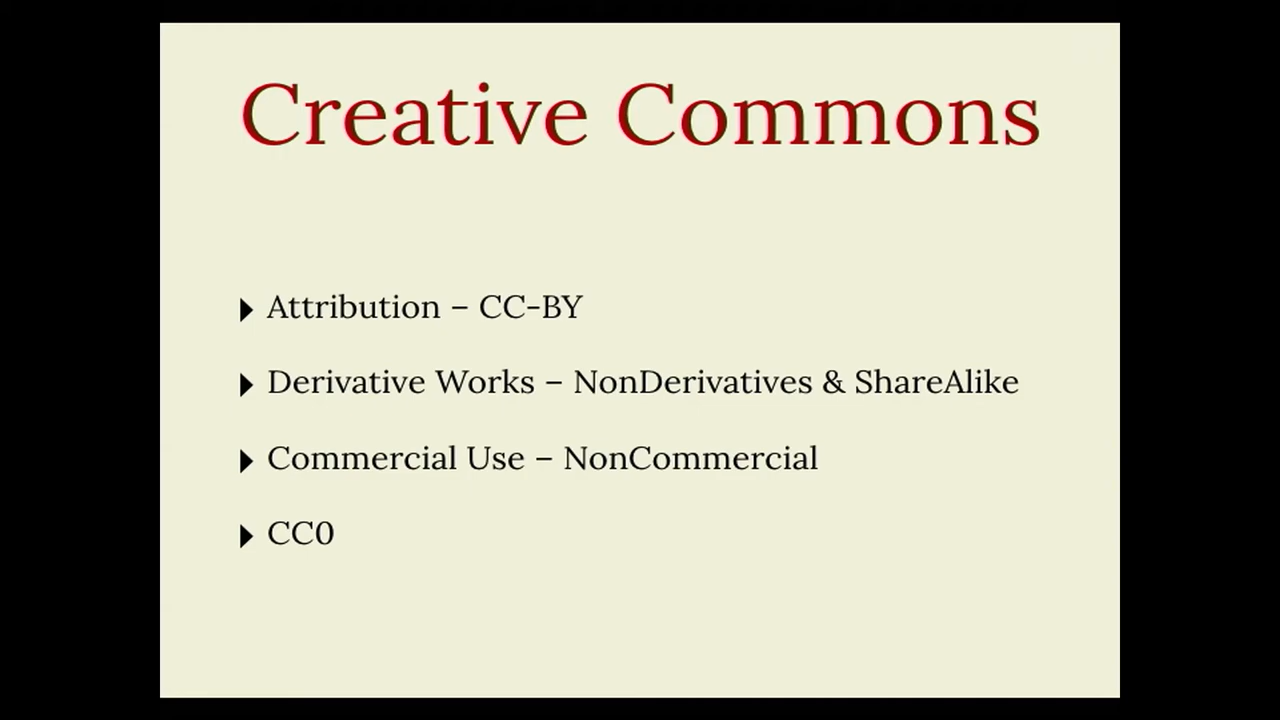 Creative Commons
Attribution – CC-BY
Derivative Works – NonDerivatives & ShareAlike
Commercial Use – NonCommercial
CC0